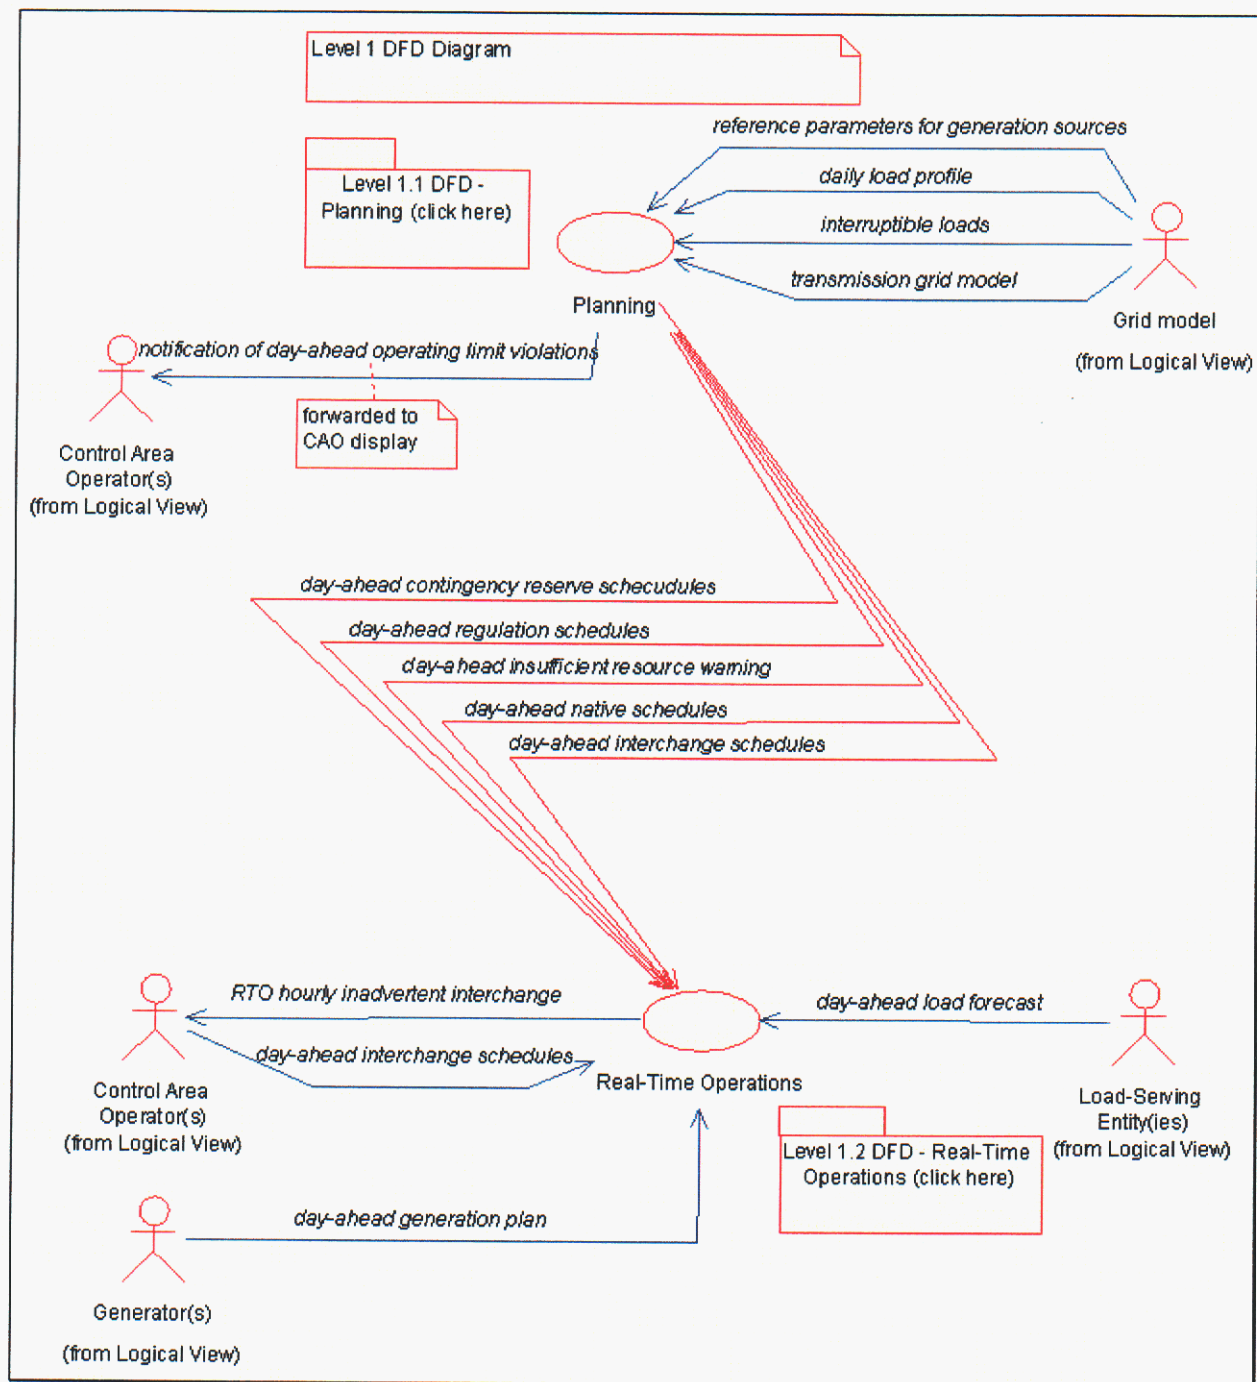 Level 1 DFD Diagram
reference parameters for generation sources
Level 1.1 DFD -
Planning (click here)
daily load profile
interruptible loads
transmission grid model
Planning
Grid model
(from Logical View)
notification of day-ahead operating limit violations
forwarded to
CAO display
Control Area
Operator(s)
(from Logical View)
day-ahead contingency reserve schecudules
day-ahead regulation schedules
day-ahead insufficient resource warning
day-ahead native schedules
day-ahead interchange schedules
RTO hourly inadvertent interchange
day-ahead load forecast
day-ahead interchange schedules
Real-Time Operations
Control Area
Operator(s)
(from Logical View)
Load-Serving
Entity(ies)
(from Logical View)
Level 1.2 DFD - Real-Time
Operations (click here)
day-ahead generation plan
Generator(s)
(from Logical View)